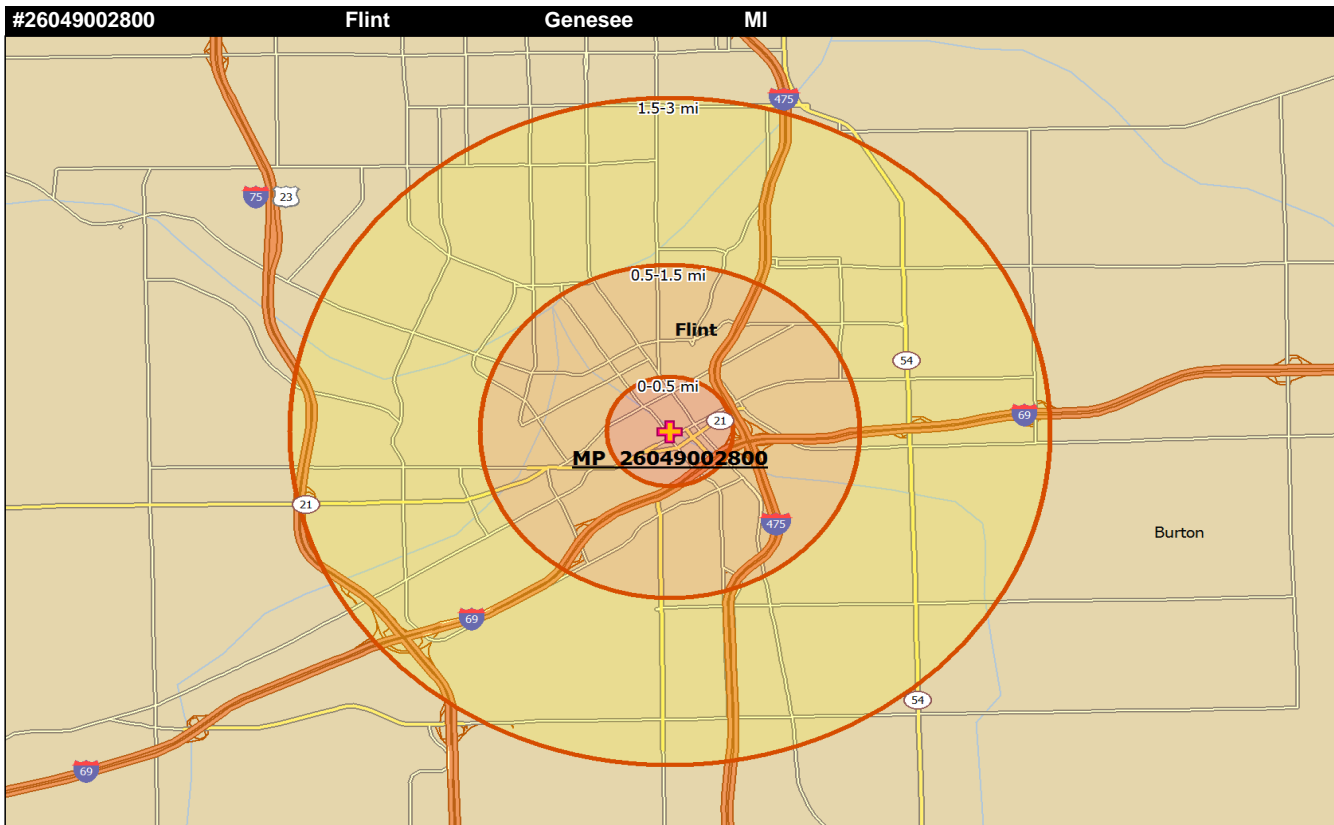 #26049002800 Flint Genesee MI
475
1.5-3 mi
75 23
0.5-1.5 mi
Flint
54
0-0.5 mi
21
69
MP_26049002800
21
475
Burton
69
54
69